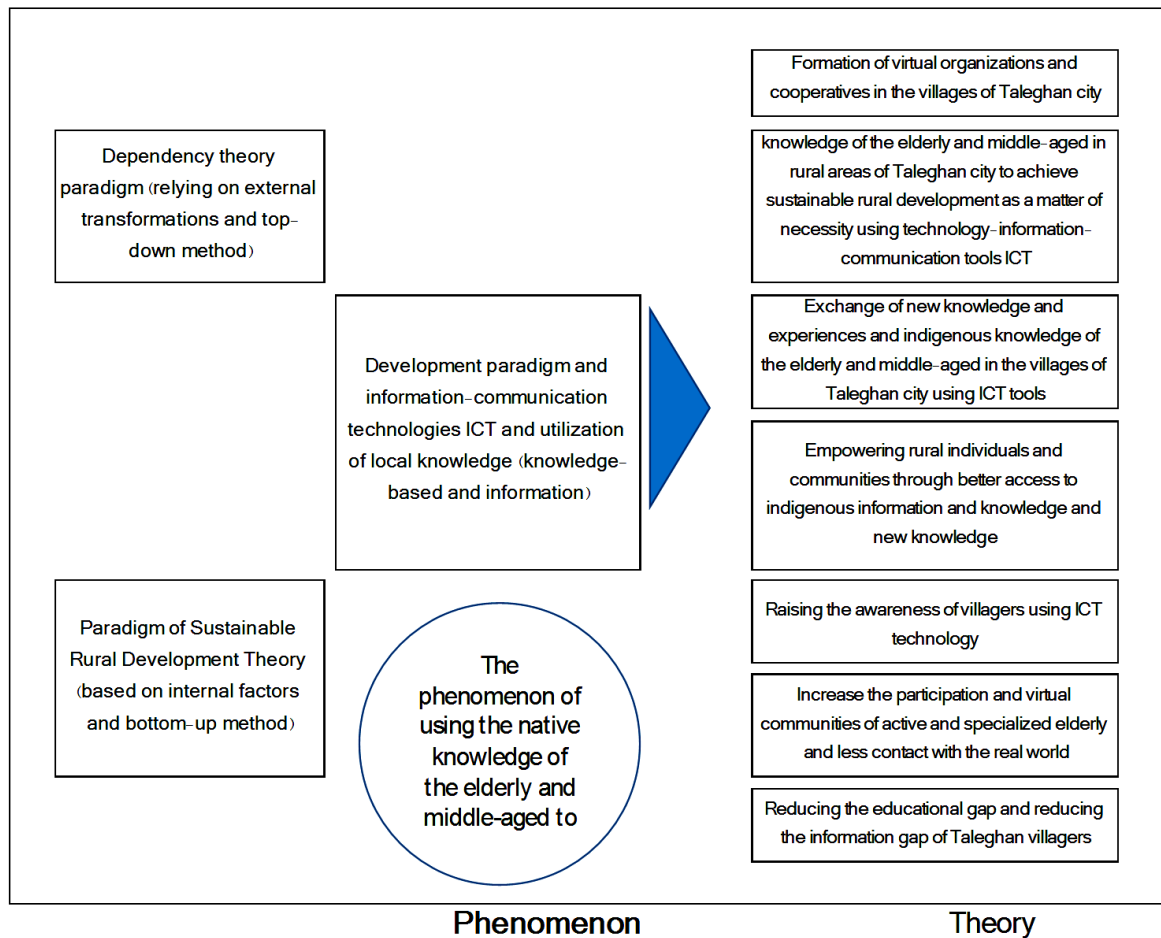 Dependency theory
paradigm (relying on external
transformations and top-
down method)
Paradigm of Sustainable
Rural Development Theory
(based on internal factors
and bottom-up method)
Development paradigm and
information-communication
technologies ICT and utilization
of local knowledge (knowledge-
based and information)
The
phenomenon of
using the native
knowledge of
the elderly and
middle-aged to
Formation of virtual organizations and
cooperatives in the villages of Taleghan city
knowledge of the elderly and middle-aged in
rural areas of Taleghan city to achieve
sustainable rural development as a matter of
necessity using technology-information-
communication tools ICT
Exchange of new knowledge and
experiences and indigenous knowledge of
the elderly and middle-aged in the villages of
Taleghan city using ICT tools
Empowering rural individuals and
communities through better access to
indigenous information and knowledge and
new knowledge
Raising the awareness of villagers using ICT
technology
Increase the participation and virtual
communities of active and specialized elderly
and less contact with the real world
Reducing the educational gap and reducing
the information gap of Taleghan villagers
Phenomenon
Theory